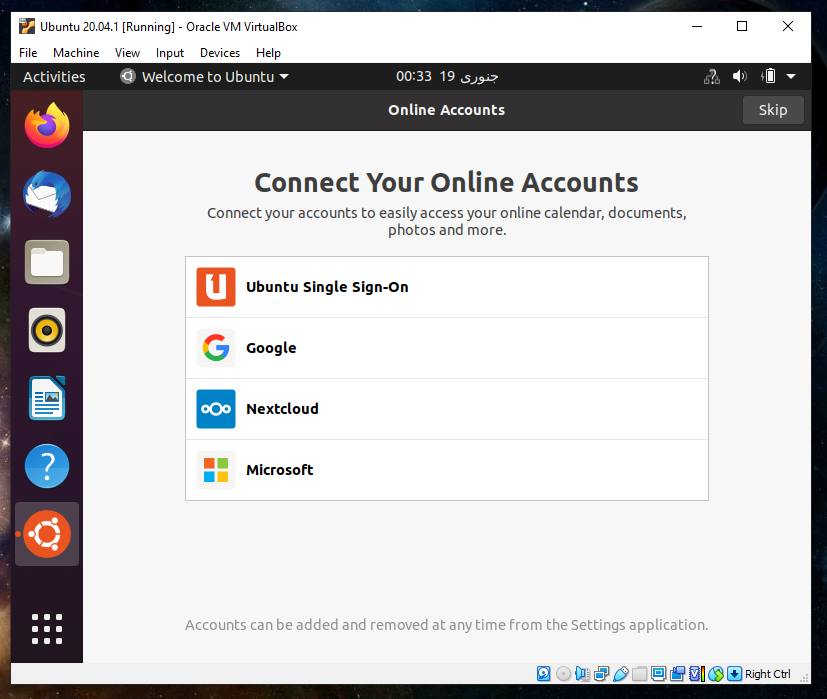 Ubuntu 20.04.1 [Running] - Oracle VM VirtualBox
File Machine View Input Devices Help
Activities Welcome to Ubuntu 00:33 19 جنوری
Online Accounts Skip
Connect Your Online Accounts
Connect your accounts to easily access your online calendar, documents,
photos and more.
Ubuntu Single Sign-On
Google
Nextcloud
Microsoft
Accounts can be added and removed at any time from the Settings application.
Right Ctrl